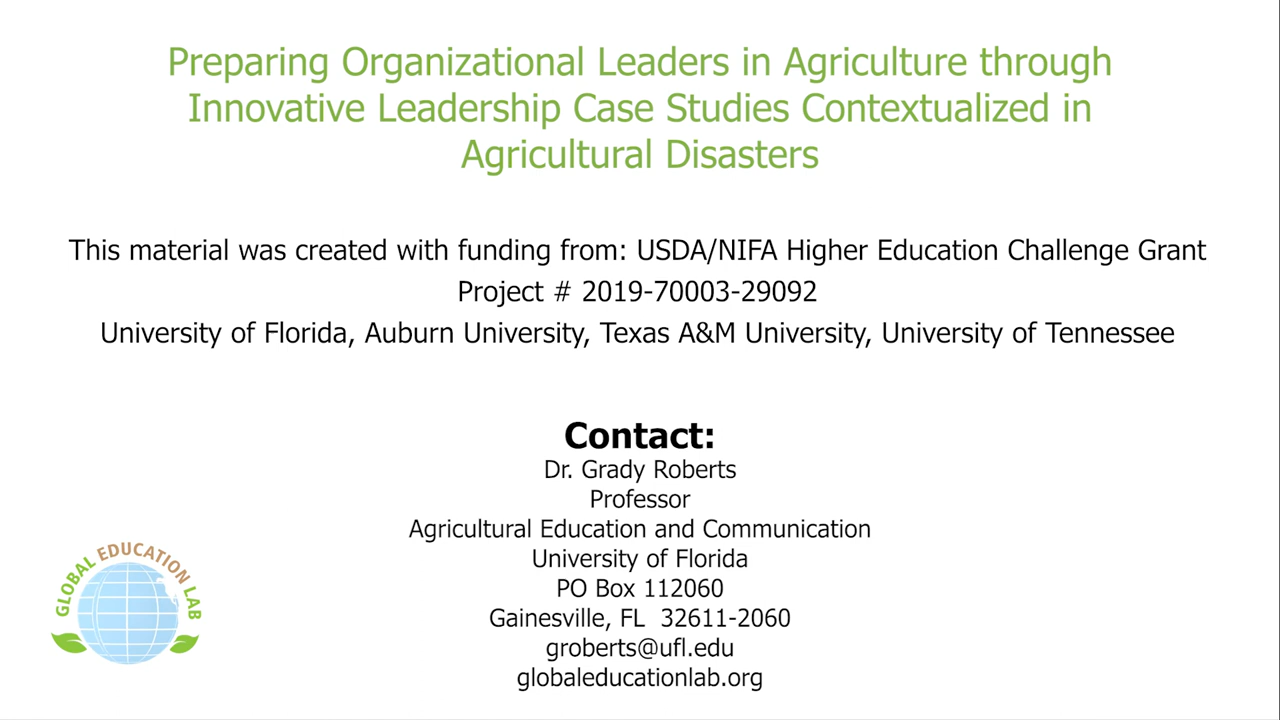 Preparing Organizational Leaders in Agriculture through
Innovative Leadership Case Studies Contextualized in
Agricultural Disasters
This material was created with funding from: USDA/NIFA Higher Education Challenge Grant
Project # 2019-70003-29092
University of Florida, Auburn University, Texas A&M University, University of Tennessee
Contact:
Dr. Grady Roberts
Professor
Agricultural Education and Communication
University of Florida
PO Box 112060
Gainesville, FL  32611-2060
groberts@ufl.edu
globaleducationlab.org
GLOBAL EDUCATION LAB